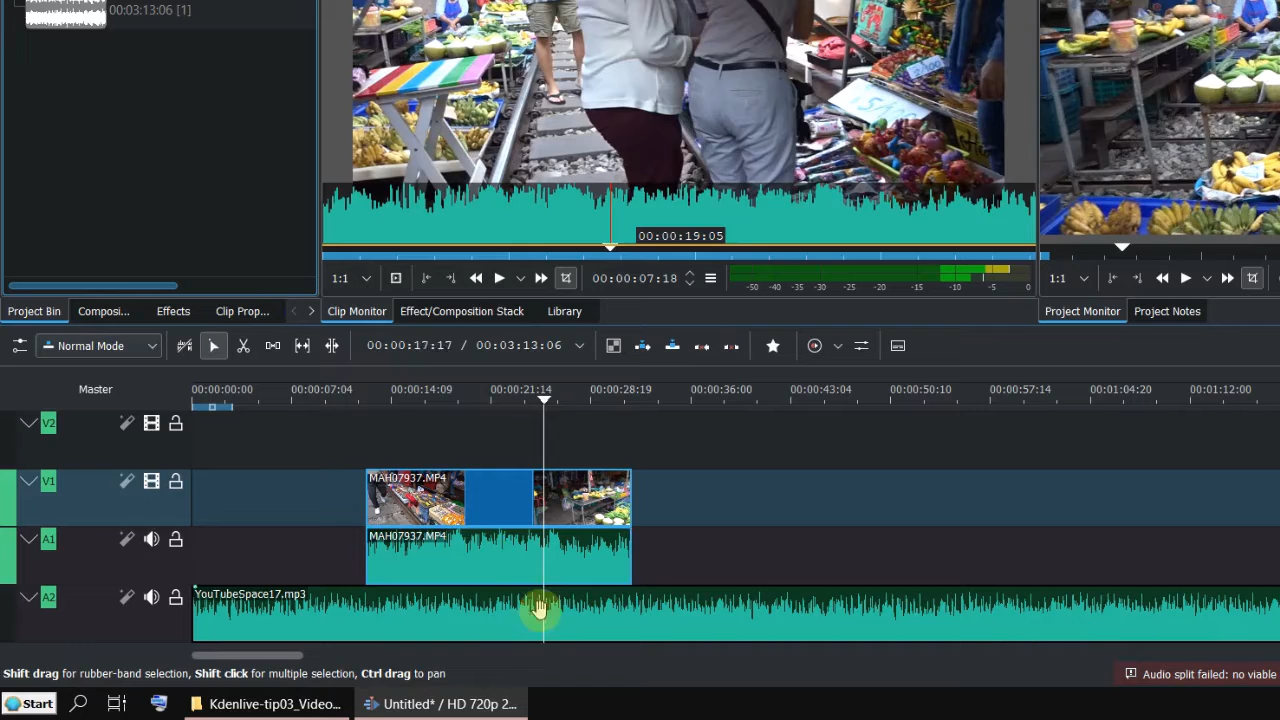 00:03:13:06 [1]
00:00:19:05
1:1
00:00:07:18
-50 -40 -35 -30 -25 -20 -15 -10 -5 0
1:1
Project Bin
Composi...
Effects
Clip Prop...
Clip Monitor
Effect/Composition Stack
Library
Project Monitor
Project Notes
Normal Mode
00:00:17:17 / 00:03:13:06
Master
00:00:00:00
00:00:07:04
00:00:14:09
00:00:21:14
00:00:28:19
00:00:36:00
00:00:43:04
00:00:50:10
00:00:57:14
00:01:04:20
00:01:12:00
V2
V1
MAH07937.MP4
A1
MAH07937.MP4
A2
YouTubeSpace17.mp3
Shift drag for rubber-band selection, Shift click for multiple selection, Ctrl drag to pan
Audio split failed: no viable
Start
Kdenlive-tip03_Video...
Untitled* / HD 720p 2...